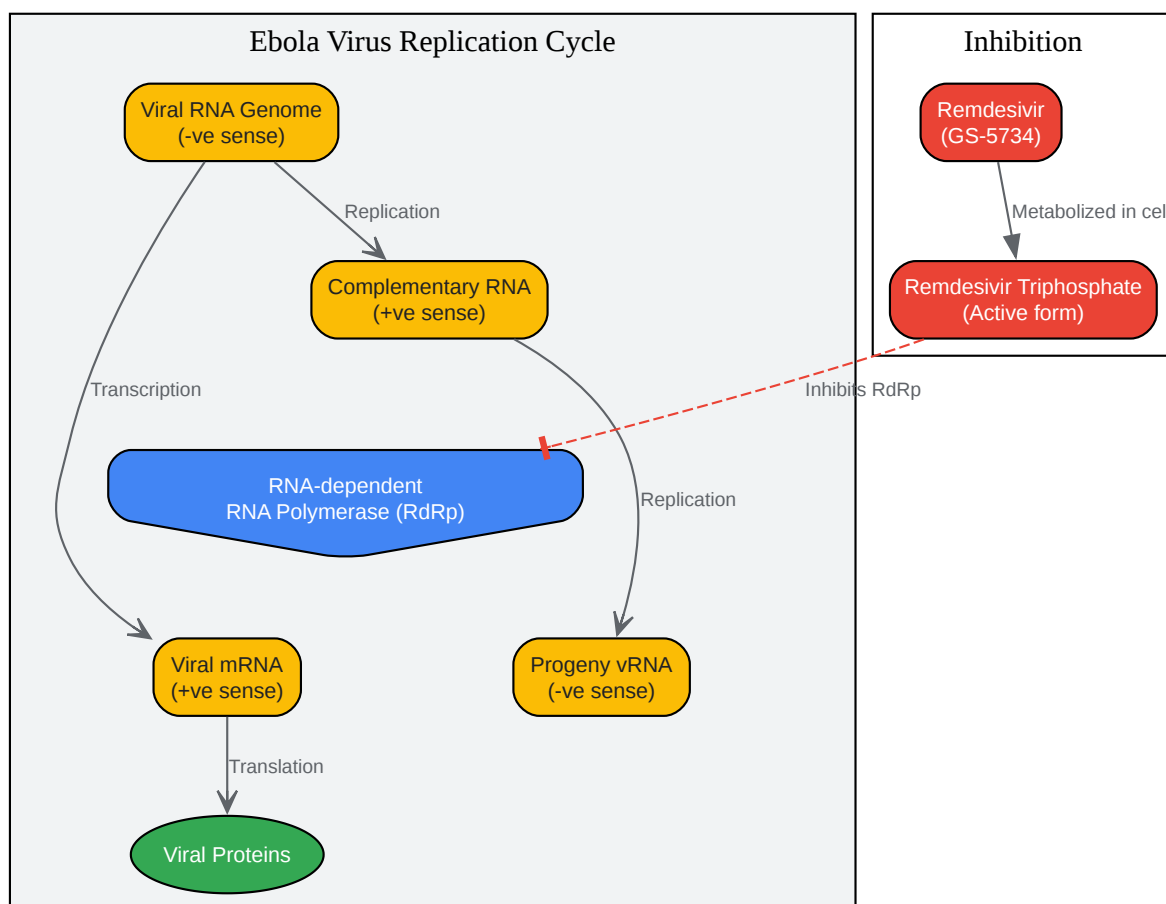 Ebola Virus Replication Cycle
Viral RNA Genome
(-ve sense)
Replication
Complementary RNA
(+ve sense)
Transcription
RNA-dependent
RNA Polymerase (RdRp)
Replication
Viral mRNA
(+ve sense)
Progeny vRNA
(-ve sense)
Translation
Viral Proteins
Inhibition
Remdesivir
(GS-5734)
Metabolized in cel
Remdesivir Triphosphate
(Active form)
Inhibits RdRp